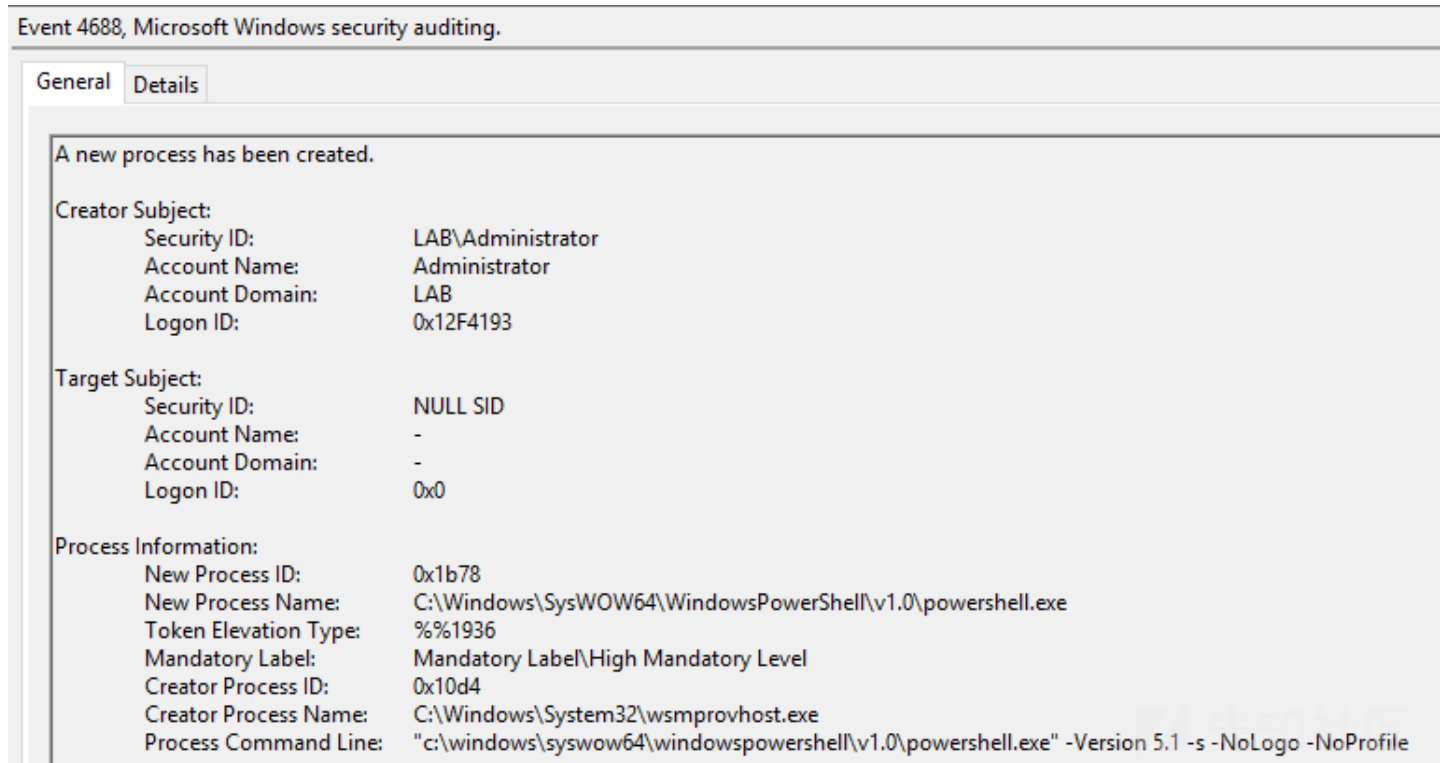 Event 4688, Microsoft Windows security auditing.
General Details
A new process has been created.
Creator Subject:
Security ID: LAB\Administrator
Account Name: Administrator
Account Domain: LAB
Logon ID: 0x12F4193
Target Subject:
Security ID: NULL SID
Account Name: -
Account Domain: -
Logon ID: 0x0
Process Information:
New Process ID: 0x1b78
New Process Name: C:\Windows\SysWOW64\WindowsPowerShell\v1.0\powershell.exe
Token Elevation Type: %%1936
Mandatory Label: Mandatory Label\High Mandatory Level
Creator Process ID: 0x10d4
Creator Process Name: C:\Windows\System32\wsmprovhost.exe
Process Command Line: "c:\windows\syswow64\windowspowershell\v1.0\powershell.exe" -Version 5.1 -s -NoLogo -NoProfile